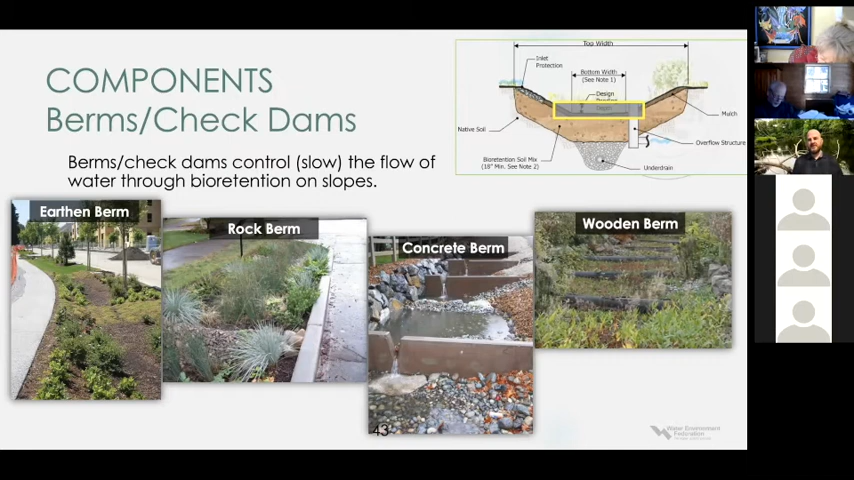 COMPONENTS
Berms/Check Dams
Berms/check dams control (slow) the flow of
water through bioretention on slopes.
Top Width
Inlet
Protection
Bottom Width
(See Note 1)
Design
Native Soil
Mulch
Overflow Structure
Bioretention Soil Mix
(18" Min. See Note 2)
Underdrain
Earthen Berm
Rock Berm
Concrete Berm
Wooden Berm
43
Water Environment
Federation